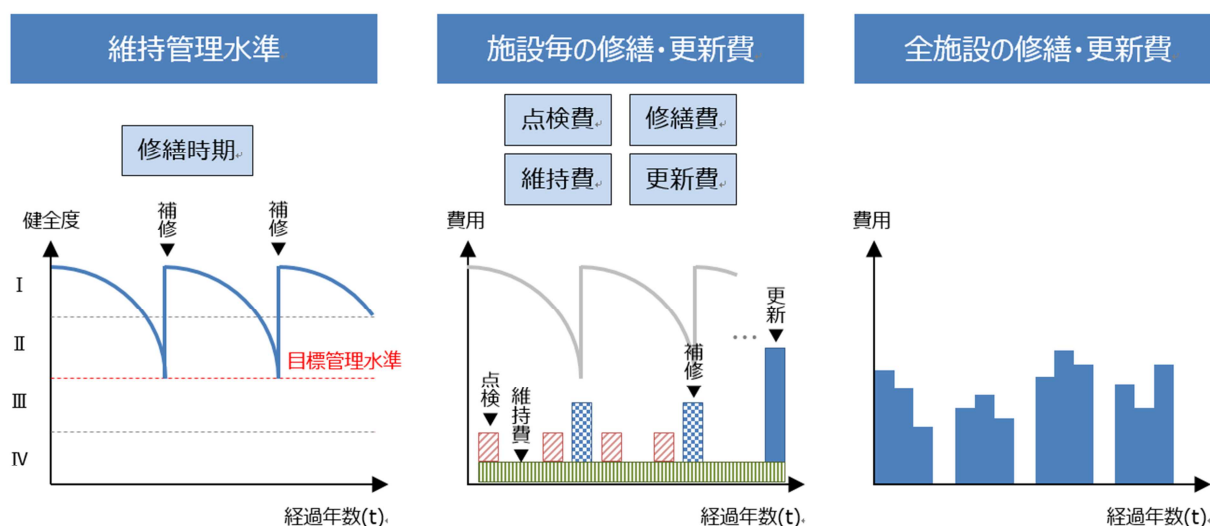 維持管理水準
修繕時期
健全度
補修
補修
Ⅰ
Ⅱ
目標管理水準
Ⅲ
Ⅳ
経過年数(t)
施設毎の修繕・更新費
点検費
修繕費
維持費
更新費
費用
更新
…
補修
点検
維持費
経過年数(t)
全施設の修繕・更新費
費用
経過年数(t)